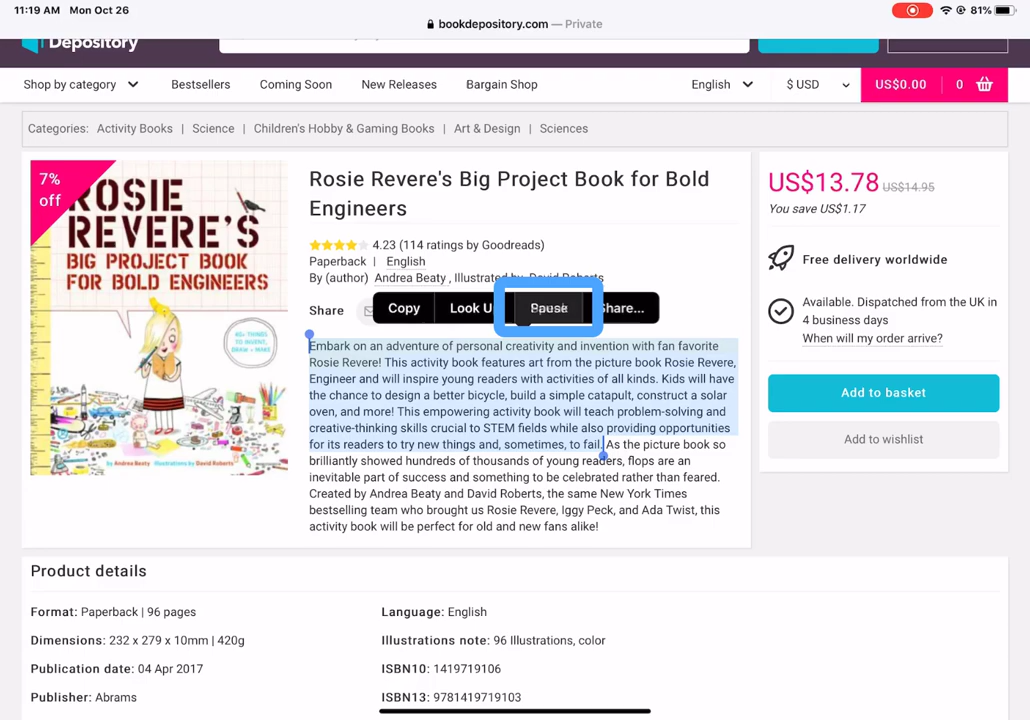 11:19 AM Mon Oct 26
81%
bookdepository.com — Private
Depository
Shop by category
Bestsellers
Coming Soon
New Releases
Bargain Shop
English
$ USD
US$0.00
0
Categories: Activity Books | Science | Children's Hobby & Gaming Books | Art & Design | Sciences
7%
off
ROSIE
REVERE'S
BIG PROJECT BOOK
FOR BOLD ENGINEERS
40+ THINGS
TO INVENT,
DRAW + MAKE
by Andrea Beaty illustrations by David Roberts
Rosie Revere's Big Project Book for Bold
Engineers
4.23 (114 ratings by Goodreads)
Paperback | English
By (author) Andrea Beaty , Illustrated by David Roberts
Share
Copy
Look U
Share...
Embark on an adventure of personal creativity and invention with fan favorite
Rosie Revere! This activity book features art from the picture book Rosie Revere,
Engineer and will inspire young readers with activities of all kinds. Kids will have
the chance to design a better bicycle, build a simple catapult, construct a solar
oven, and more! This empowering activity book will teach problem-solving and
creative-thinking skills crucial to STEM fields while also providing opportunities
for its readers to try new things and, sometimes, to fail. As the picture book so
brilliantly showed hundreds of thousands of young readers, flops are an
inevitable part of success and something to be celebrated rather than feared.
Created by Andrea Beaty and David Roberts, the same New York Times
bestselling team who brought us Rosie Revere, Iggy Peck, and Ada Twist, this
activity book will be perfect for old and new fans alike!
US$13.78 US$14.95
You save US$1.17
Free delivery worldwide
Available. Dispatched from the UK in
4 business days
When will my order arrive?
Add to basket
Add to wishlist
Product details
Format: Paperback | 96 pages
Dimensions: 232 x 279 x 10mm | 420g
Publication date: 04 Apr 2017
Publisher: Abrams
Language: English
Illustrations note: 96 Illustrations, color
ISBN10: 1419719106
ISBN13: 9781419719103